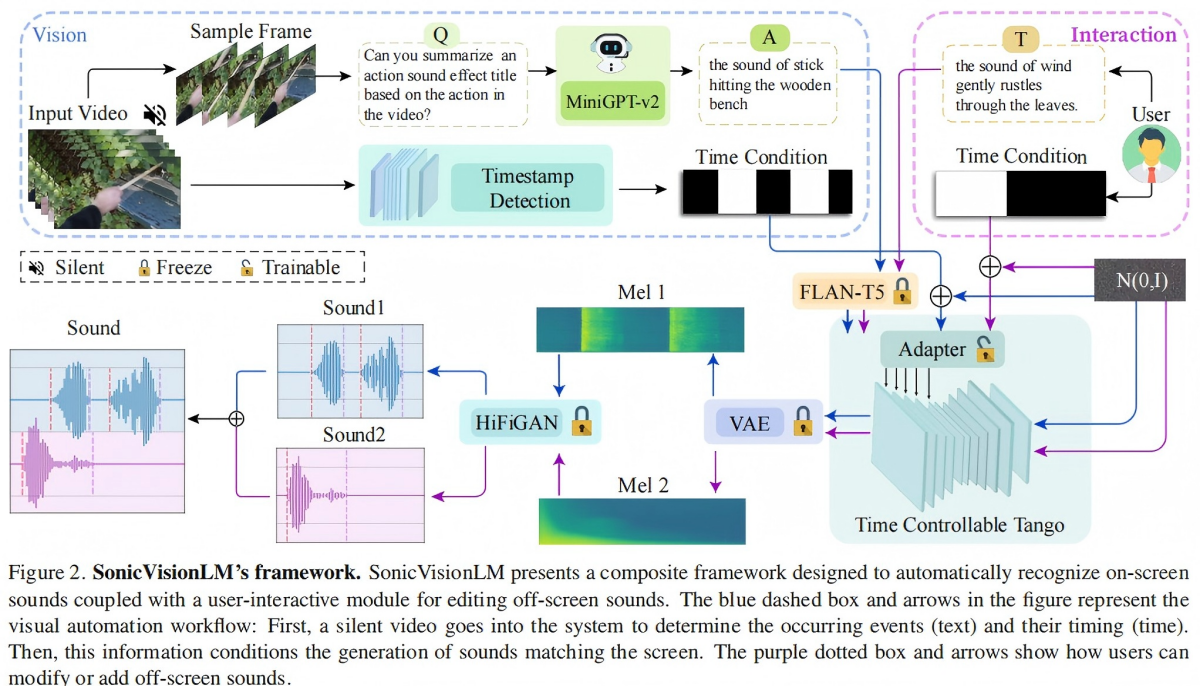 Vision
Sample Frame
Input Video
Q
Can you summarize an
action sound effect title
based on the action in
the video?
MiniGPT-v2
A
the sound of stick
hitting the wooden
bench
Timestamp
Detection
Time Condition
Interaction
T
the sound of wind
gently rustles
through the leaves.
User
Time Condition
Silent
Freeze
Trainable
FLAN-T5
N(0,I)
Adapter
Time Controllable Tango
VAE
Mel 1
Mel 2
HiFiGAN
Sound1
Sound2
Sound
Figure 2. SonicVisionLM's framework. SonicVisionLM presents a composite framework designed to automatically recognize on-screen
sounds coupled with a user-interactive module for editing off-screen sounds. The blue dashed box and arrows in the figure represent the
visual automation workflow: First, a silent video goes into the system to determine the occurring events (text) and their timing (time).
Then, this information conditions the generation of sounds matching the screen. The purple dotted box and arrows show how users can
modify or add off-screen sounds.